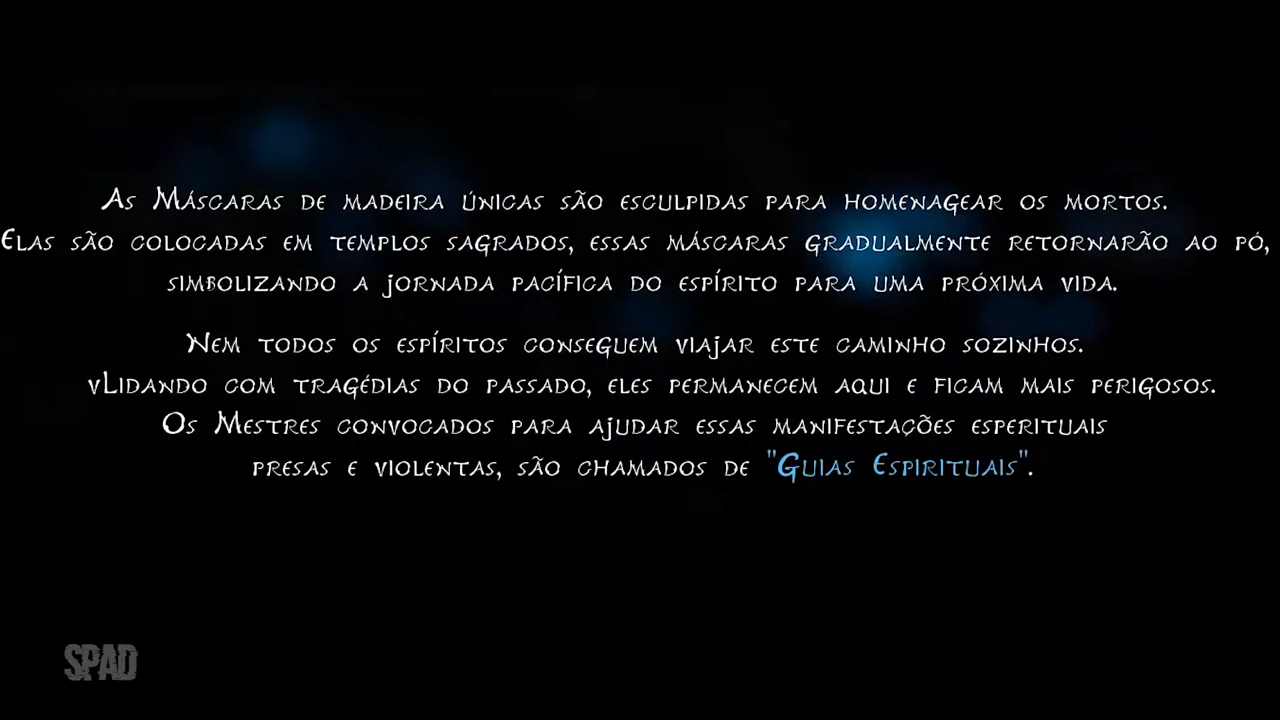 As Máscaras de madeira únicas são esculpidas para homenagear os mortos.
Elas são colocadas em templos sagrados, essas máscaras gradualmente retornarão ao pó,
simbolizando a jornada pacífica do espírito para uma próxima vida.
Nem todos os espíritos conseguem viajar este caminho sozinhos.
vLidando com tragédias do passado, eles permanecem aqui e ficam mais perigosos.
Os Mestres convocados para ajudar essas manifestações esperituais
presas e violentas, são chamados de "Guias Espirituais".
SPAD